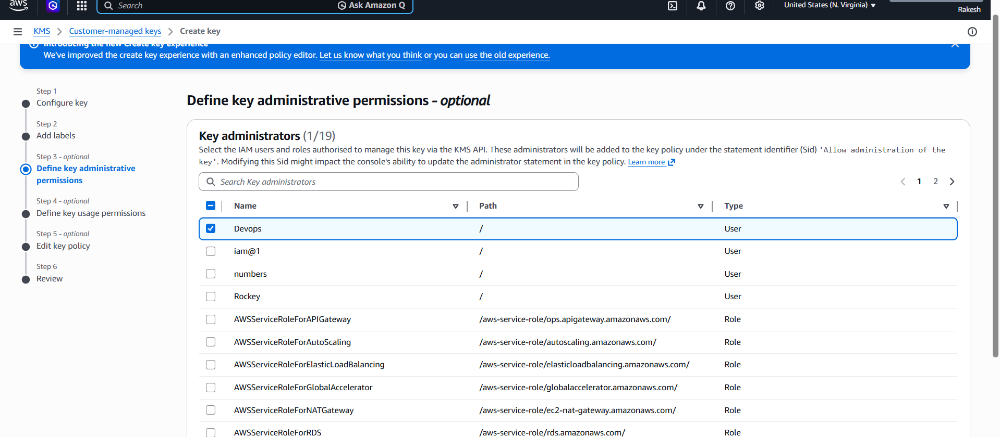 aws
Search
Ask Amazon Q
United States (N. Virginia)
Rakesh
KMS
Customer-managed keys
Create key
Introducing the new Create key experience
We've improved the create key experience with an enhanced policy editor. Let us know what you think or you can use the old experience.
Step 1
Configure key
Step 2
Add labels
Step 3 - optional
Define key administrative
permissions
Step 4 - optional
Define key usage permissions
Step 5 - optional
Edit key policy
Step 6
Review
Define key administrative permissions - optional
Key administrators (1/19)
Select the IAM users and roles authorised to manage this key via the KMS API. These administrators will be added to the key policy under the statement identifier (Sid) 'Allow administration of the
key'. Modifying this Sid might impact the console's ability to update the administrator statement in the key policy. Learn more
Search Key administrators
1 2
Name Path Type
Devops / User
iam@1 / User
numbers / User
Rockey / User
AWSServiceRoleForAPIGateway /aws-service-role/ops.apigateway.amazonaws.com/ Role
AWSServiceRoleForAutoScaling /aws-service-role/autoscaling.amazonaws.com/ Role
AWSServiceRoleForElasticLoadBalancing /aws-service-role/elasticloadbalancing.amazonaws.com/ Role
AWSServiceRoleForGlobalAccelerator /aws-service-role/globalaccelerator.amazonaws.com/ Role
AWSServiceRoleForNATGateway /aws-service-role/ec2-nat-gateway.amazonaws.com/ Role
AWSServiceRoleForRDS /aws-service-role/rds.amazonaws.com/ Role